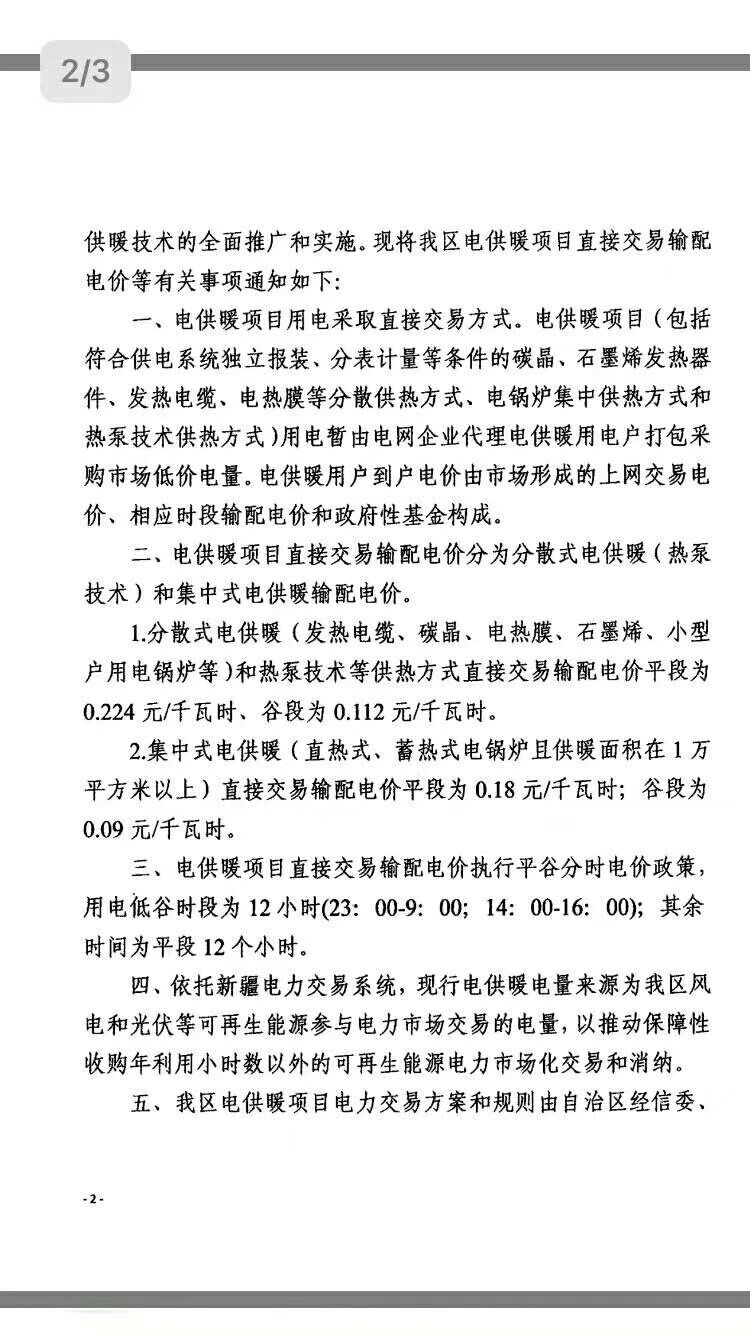 2/3
供暖技术的全面推广和实施。现将我区电供暖项目直接交易输配
电价等有关事项通知如下：
一、电供暖项目用电采取直接交易方式。电供暖项目（包括
符合供电系统独立报装、分表计量等条件的碳晶、石墨烯发热器
件、发热电缆、电热膜等分散供热方式、电锅炉集中供热方式和
热泵技术供热方式）用电暂由电网企业代理电供暖用电户打包采
购市场低价电量。电供暖用户到户电价由市场形成的上网交易电
价、相应时段输配电价和政府性基金构成。
二、电供暖项目直接交易输配电价分为分散式电供暖（热泵
技术）和集中式电供暖输配电价。
1.分散式电供暖（发热电缆、碳晶、电热膜、石墨烯、小型
户用电锅炉等）和热泵技术等供热方式直接交易输配电价平段为
0.224 元/千瓦时、谷段为 0.112 元/千瓦时。
2.集中式电供暖（直热式、蓄热式电锅炉且供暖面积在 1 万
平方米以上）直接交易输配电价平段为 0.18 元/千瓦时；谷段为
0.09 元/千瓦时。
三、电供暖项目直接交易输配电价执行平谷分时电价政策，
用电低谷时段为 12 小时(23：00-9：00；14：00-16：00)；其余
时间为平段 12 个小时。
四、依托新疆电力交易系统，现行电供暖电量来源为我区风
电和光伏等可再生能源参与电力市场交易的电量，以推动保障性
收购年利用小时数以外的可再生能源电力市场化交易和消纳。
五、我区电供暖项目电力交易方案和规则由自治区经信委、
- 2 -